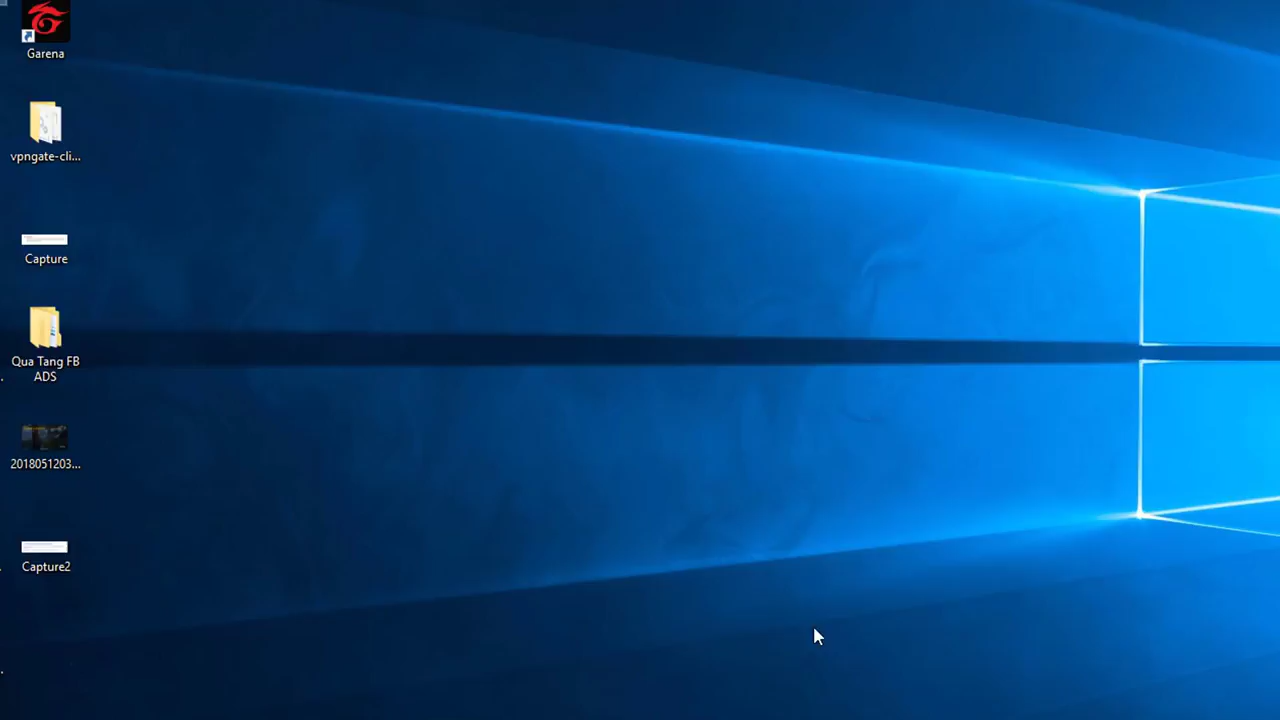 Garena
vpngate-cli...
Capture
Qua Tang FB
ADS
2018051203...
Capture2